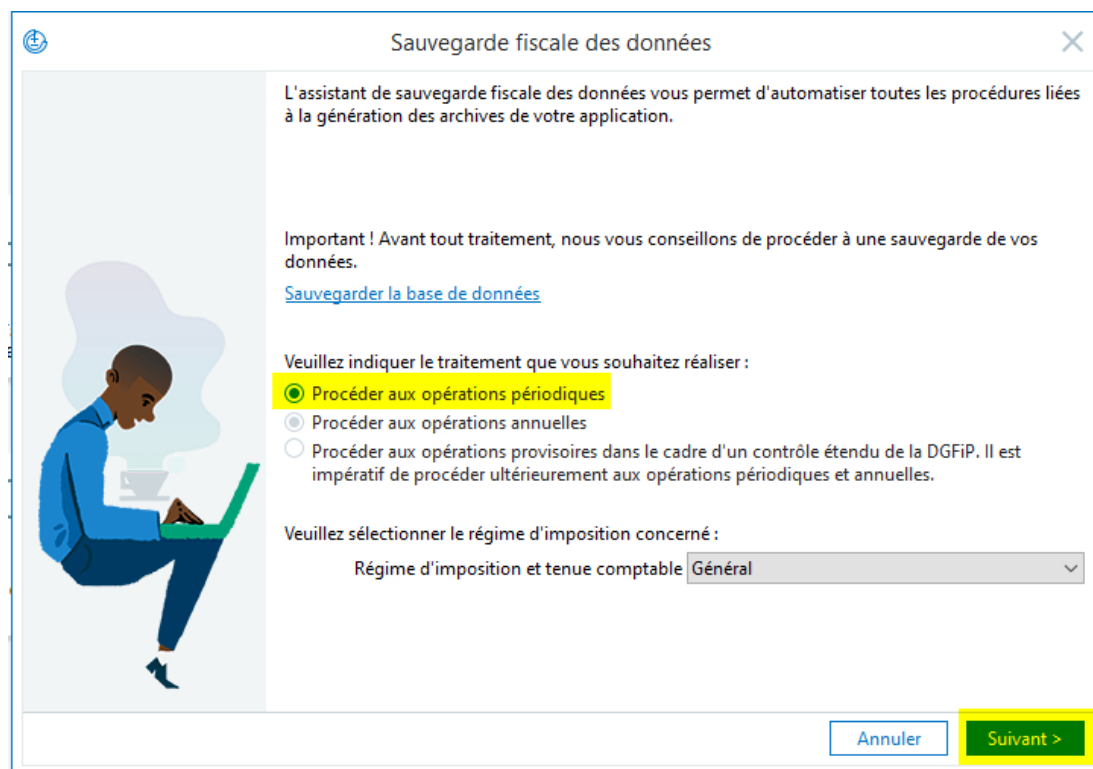 Sauvegarde fiscale des données
L'assistant de sauvegarde fiscale des données vous permet d'automatiser toutes les procédures liées
à la génération des archives de votre application.
Important ! Avant tout traitement, nous vous conseillons de procéder à une sauvegarde de vos
données.
Sauvegarder la base de données
Veuillez indiquer le traitement que vous souhaitez réaliser :
Procéder aux opérations périodiques
Procéder aux opérations annuelles
Procéder aux opérations provisoires dans le cadre d'un contrôle étendu de la DGFiP. Il est
impératif de procéder ultérieurement aux opérations périodiques et annuelles.
Veuillez sélectionner le régime d'imposition concerné :
Régime d'imposition et tenue comptable Général
Annuler Suivant >